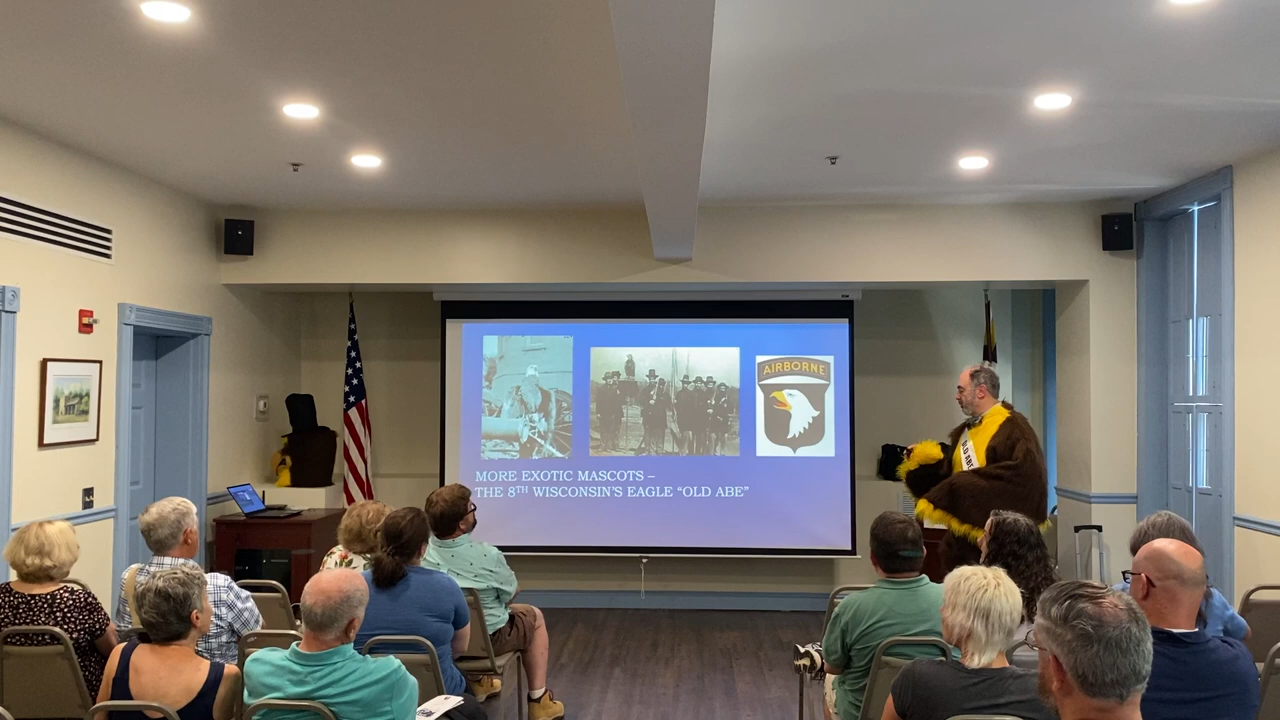 AIRBORNE
MORE EXOTIC MASCOTS –
THE 8TH WISCONSIN'S EAGLE "OLD ABE"
OLD ABE